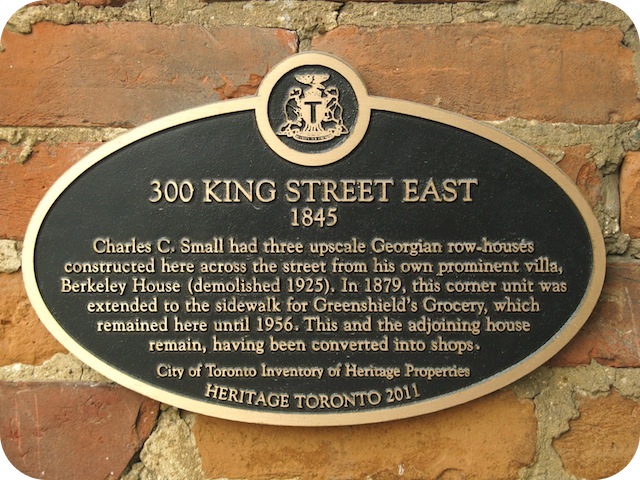 T
300 KING STREET EAST
1845
Charles C. Small had three upscale Georgian row-houses
constructed here across the street from his own prominent villa,
Berkeley House (demolished 1925). In 1879, this corner unit was
extended to the sidewalk for Greenshield's Grocery, which
remained here until 1956. This and the adjoining house
remain, having been converted into shops.
City of Toronto Inventory of Heritage Properties
HERITAGE TORONTO 2011